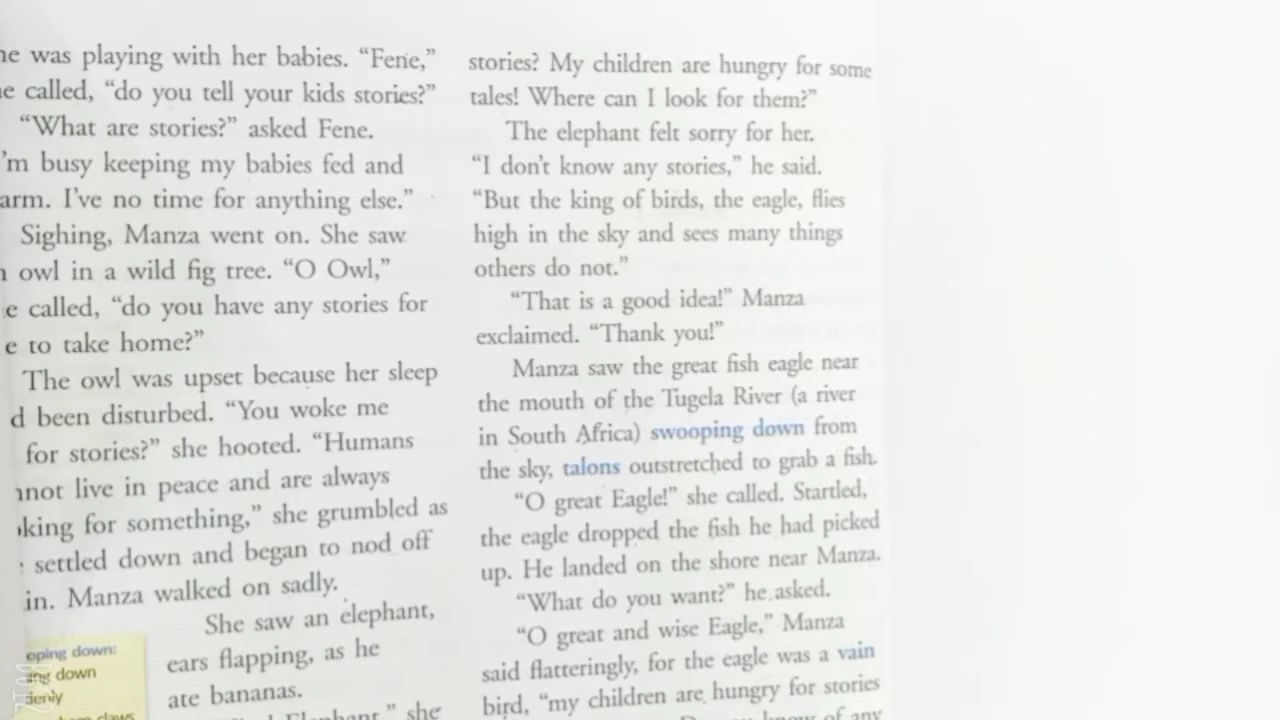 was playing with her babies. “Fene,”
called, “do you tell your kids stories?”
“What are stories?” asked Fene.
’m busy keeping my babies fed and
arm. I’ve no time for anything else.”
Sighing, Manza went on. She saw
owl in a wild fig tree. “O Owl,”
called, “do you have any stories for
to take home?”
The owl was upset because her sleep
been disturbed. “You woke me
for stories?” she hooted. “Humans
live in peace and are always
king for something,” she grumbled as
settled down and began to nod off
in. Manza walked on sadly.
She saw an elephant,
ears flapping, as he
ate bananas.
Elephant,” she
oping down:
down
stories? My children are hungry for some
tales! Where can I look for them?”
The elephant felt sorry for her.
“I don’t know any stories,” he said.
“But the king of birds, the eagle, flies
high in the sky and sees many things
others do not.”
“That is a good idea!” Manza
exclaimed. “Thank you!”
Manza saw the great fish eagle near
the mouth of the Tugela River (a river
in South Africa) swooping down from
the sky, talons outstretched to grab a fish.
“O great Eagle!” she called. Startled,
the eagle dropped the fish he had picked
up. He landed on the shore near Manza.
“What do you want?” he asked.
“O great and wise Eagle,” Manza
said flatteringly, for the eagle was a vain
bird, “my children are hungry for stories
know of any